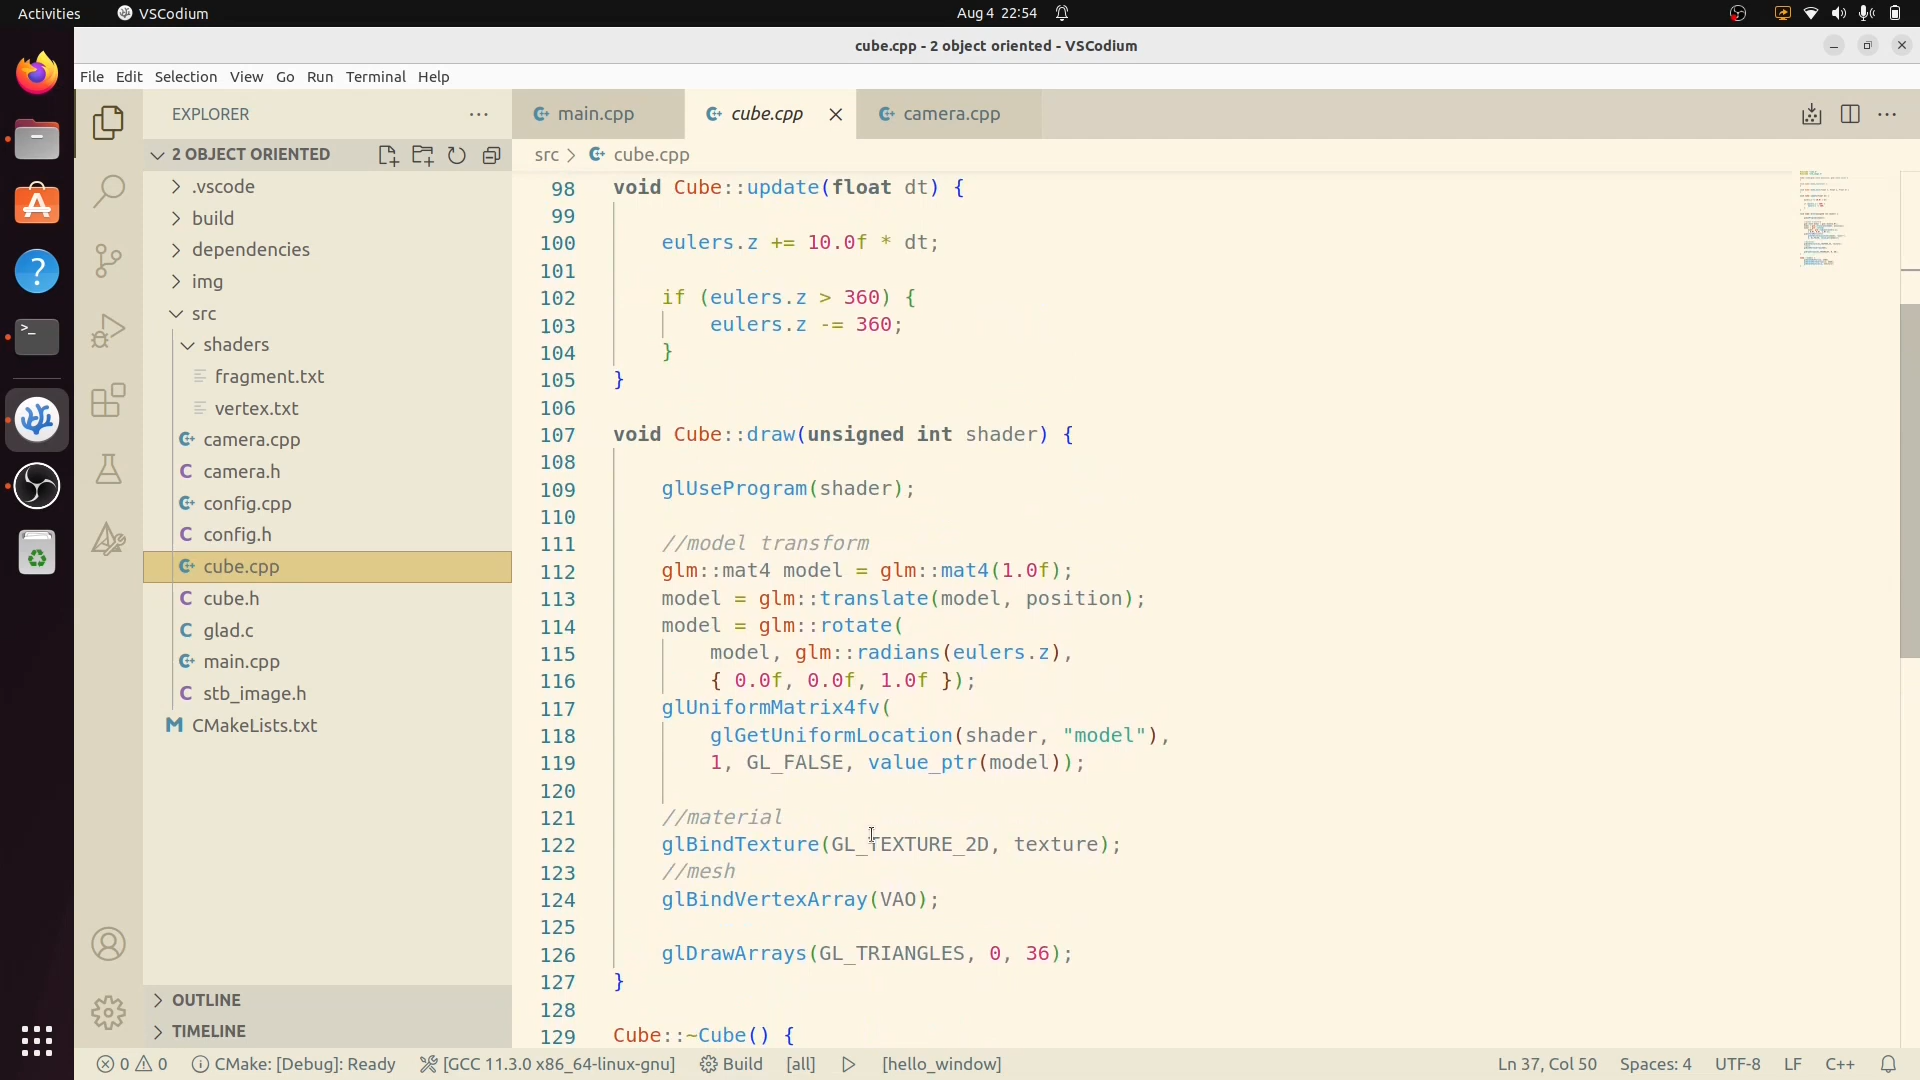 Activities
VSCodium
Aug 4 22:54
cube.cpp - 2 object oriented - VSCodium
File Edit Selection View Go Run Terminal Help
EXPLORER
main.cpp
cube.cpp
camera.cpp
2 OBJECT ORIENTED
src > cube.cpp
.vscode
build
dependencies
img
src
shaders
fragment.txt
vertex.txt
camera.cpp
camera.h
config.cpp
config.h
cube.cpp
cube.h
glad.c
main.cpp
stb_image.h
CMakeLists.txt
OUTLINE
TIMELINE
98 void Cube::update(float dt) {
99
100 eulers.z += 10.0f * dt;
101
102 if (eulers.z > 360) {
103 eulers.z -= 360;
104 }
105 }
106
107 void Cube::draw(unsigned int shader) {
108
109 glUseProgram(shader);
110
111 //model transform
112 glm::mat4 model = glm::mat4(1.0f);
113 model = glm::translate(model, position);
114 model = glm::rotate(
115 model, glm::radians(eulers.z),
116 { 0.0f, 0.0f, 1.0f });
117 glUniformMatrix4fv(
118 glGetUniformLocation(shader, "model"),
119 1, GL_FALSE, value_ptr(model));
120
121 //material
122 glBindTexture(GL_TEXTURE_2D, texture);
123 //mesh
124 glBindVertexArray(VAO);
125
126 glDrawArrays(GL_TRIANGLES, 0, 36);
127 }
128
129 Cube::~Cube() {
0 0 CMake: [Debug]: Ready [GCC 11.3.0 x86_64-linux-gnu] Build [all] [hello_window] Ln 37, Col 50 Spaces: 4 UTF-8 LF C++